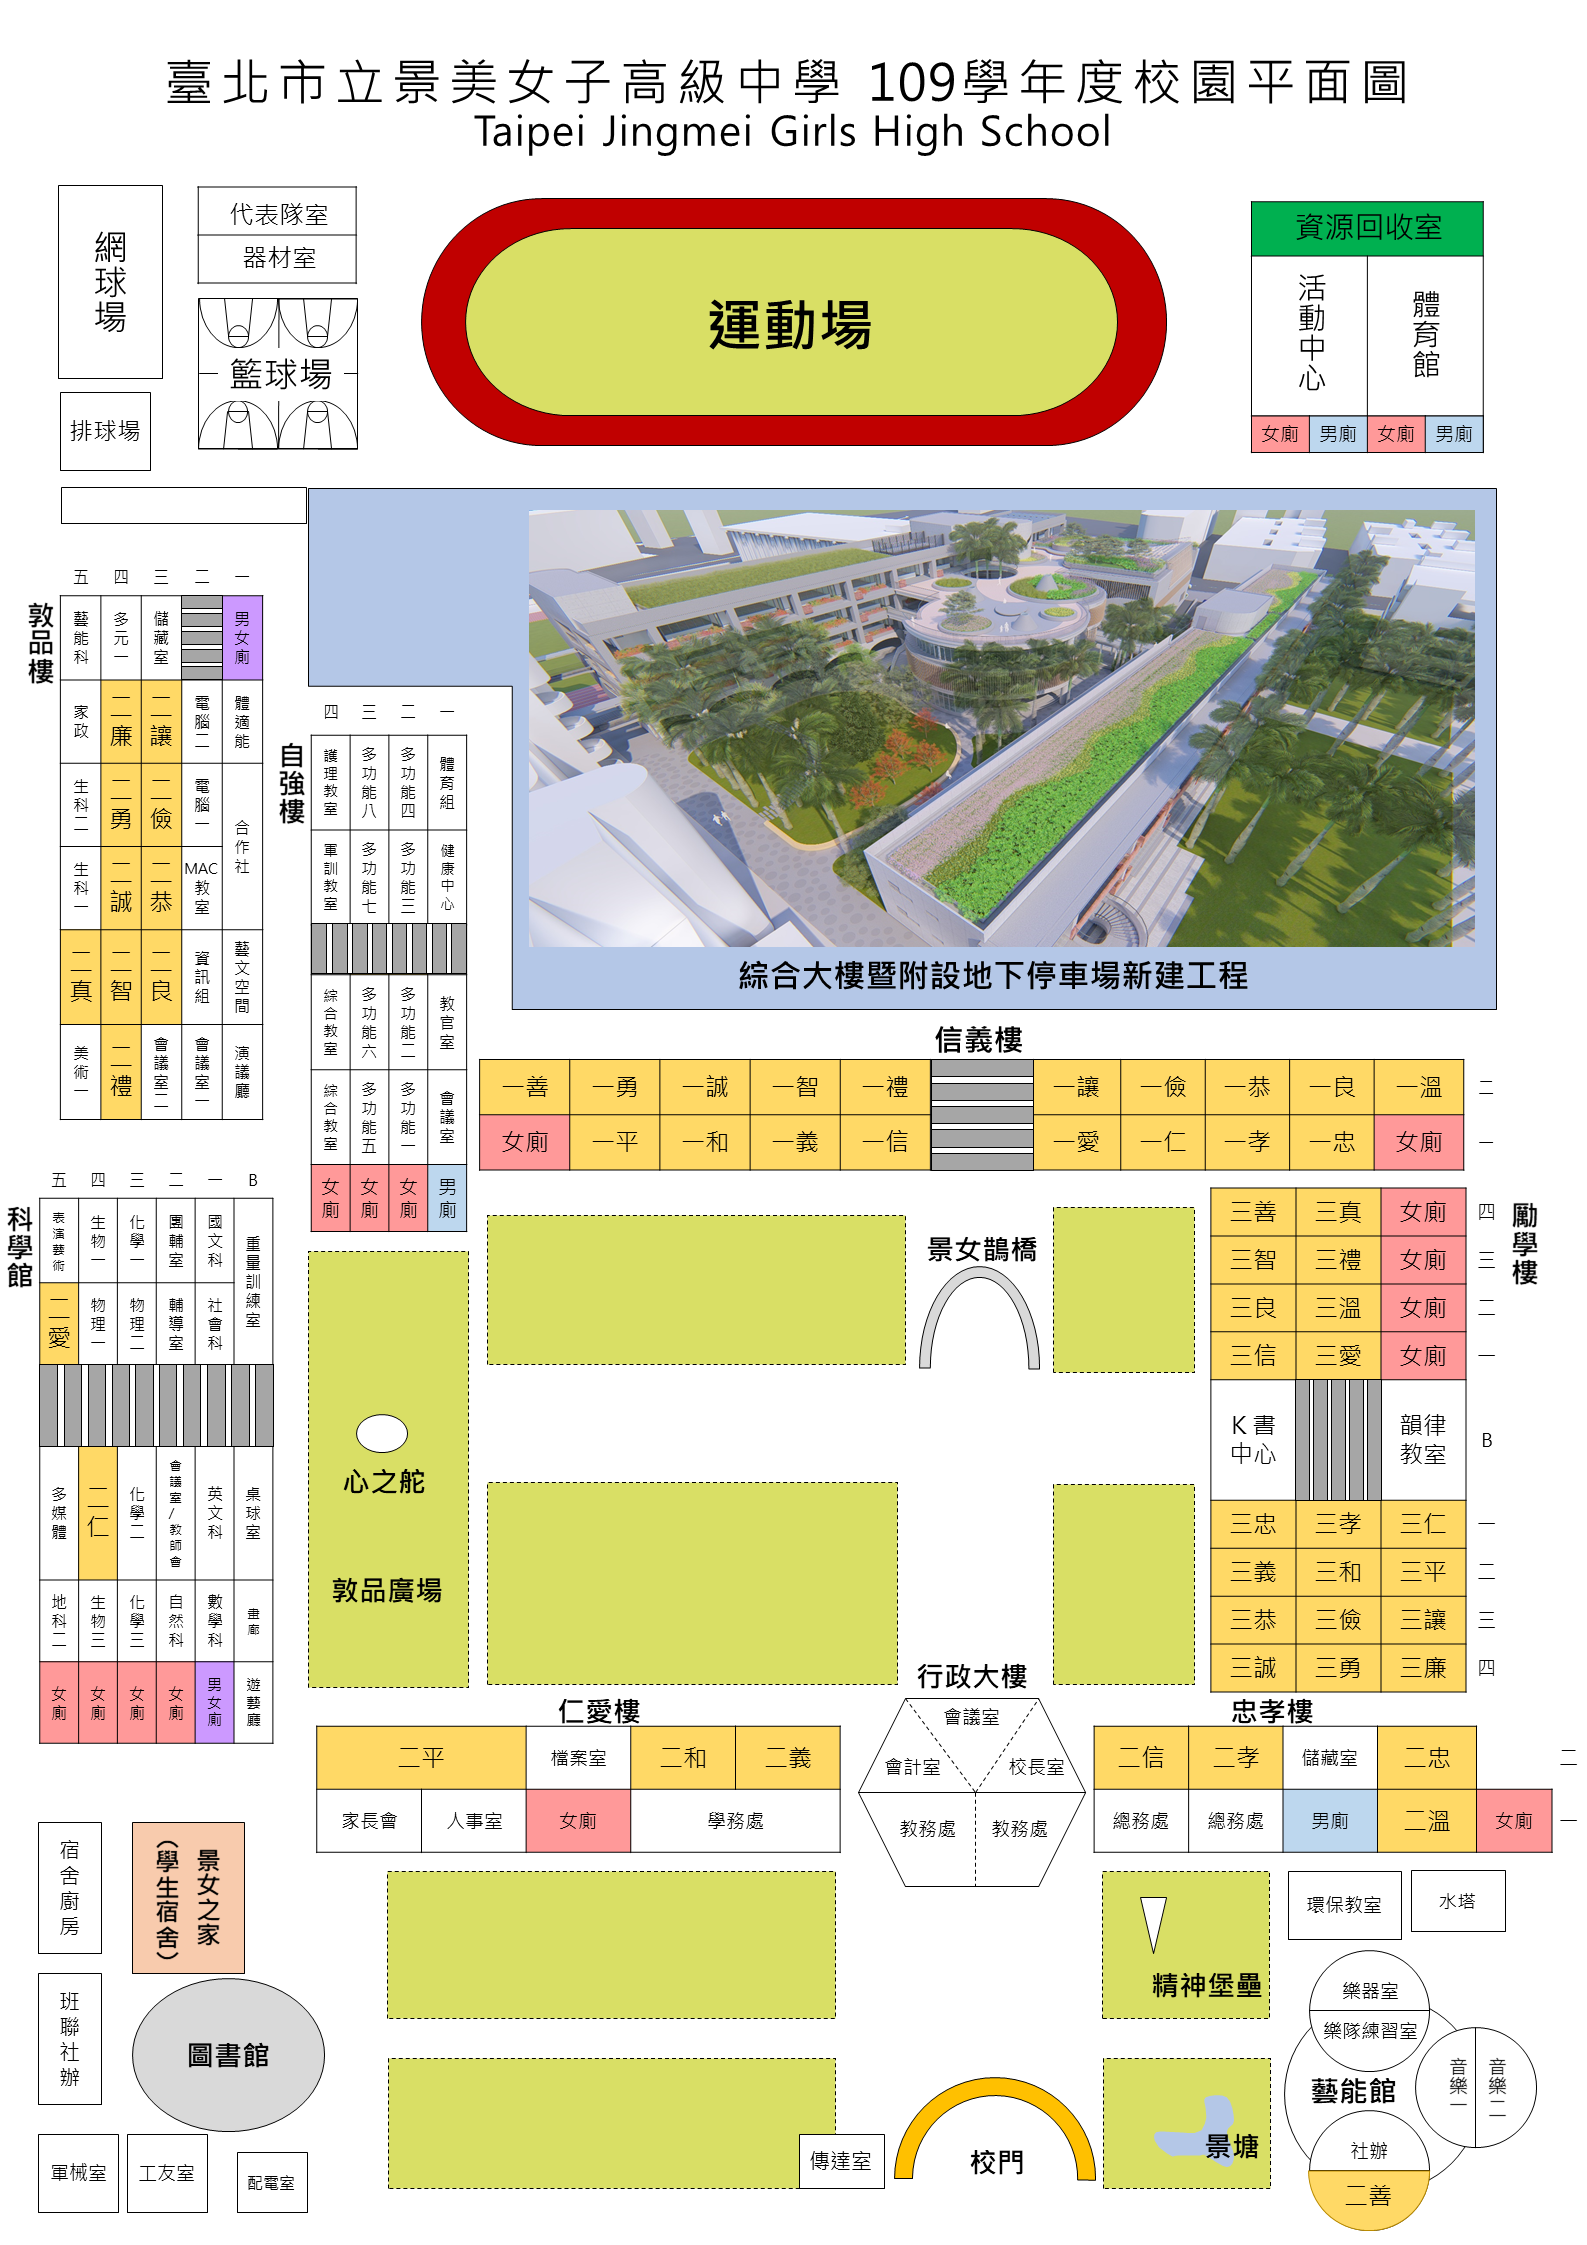 臺北市立景美女子高級中學 109學年度校園平面圖
Taipei Jingmei Girls High School
網球場
代表隊室
器材室
籃球場
排球場
運動場
資源回收室
活動中心
體育館
女廁 男廁 女廁 男廁
敦品樓
五 四 三 二 一
藝能科 多元一 儲藏室 男女廁
家政 二廉 二讓 電腦二 體適能
生科二 二勇 二儉 電腦一 合作社
生科一 二誠 二恭 MAC教室
二真 二智 二良 資訊組 藝文空間
美術一 二禮 會議室二 會議室一 演議廳
自強樓
四 三 二 一
護理教室 多功能八 多功能四 體育組
軍訓教室 多功能七 多功能三 健康中心
綜合教室 多功能六 多功能二 教官室
綜合教室 多功能五 多功能一 會議室
女廁 女廁 女廁 男廁
綜合大樓暨附設地下停車場新建工程
信義樓
一善 一勇 一誠 一智 一禮 一讓 一儉 一恭 一良 一溫 二
女廁 一平 一和 一義 一信 一愛 一仁 一孝 一忠 女廁 一
科學館
五 四 三 二 一 B
表演藝術 生物一 化學一 團輔室 國文科 重量訓練室
二愛 物理一 物理二 輔導室 社會科
多媒體 二仁 化學二 會議室/教師會 英文科 桌球室
地科二 生物三 化學三 自然科 數學科 畫廊
女廁 女廁 女廁 女廁 男女廁 遊藝廳
景女鵲橋
心之舵
敦品廣場
勵學樓
三善 三真 女廁 四
三智 三禮 女廁 三
三良 三溫 女廁 二
三信 三愛 女廁 一
K書中心 韻律教室 B
三忠 三孝 三仁 一
三義 三和 三平 二
三恭 三儉 三讓 三
三誠 三勇 三廉 四
仁愛樓
二平 檔案室 二和 二義
家長會 人事室 女廁 學務處
行政大樓
會議室
會計室 校長室
教務處 教務處
忠孝樓
二信 二孝 儲藏室 二忠 二
總務處 總務處 男廁 二溫 女廁 一
宿舍廚房
景女之家
（學生宿舍）
班聯社辦
圖書館
軍械室
工友室
配電室
傳達室
校門
精神堡壘
景塘
環保教室
水塔
樂器室
樂隊練習室
藝能館
音樂一 音樂二
社辦
二善